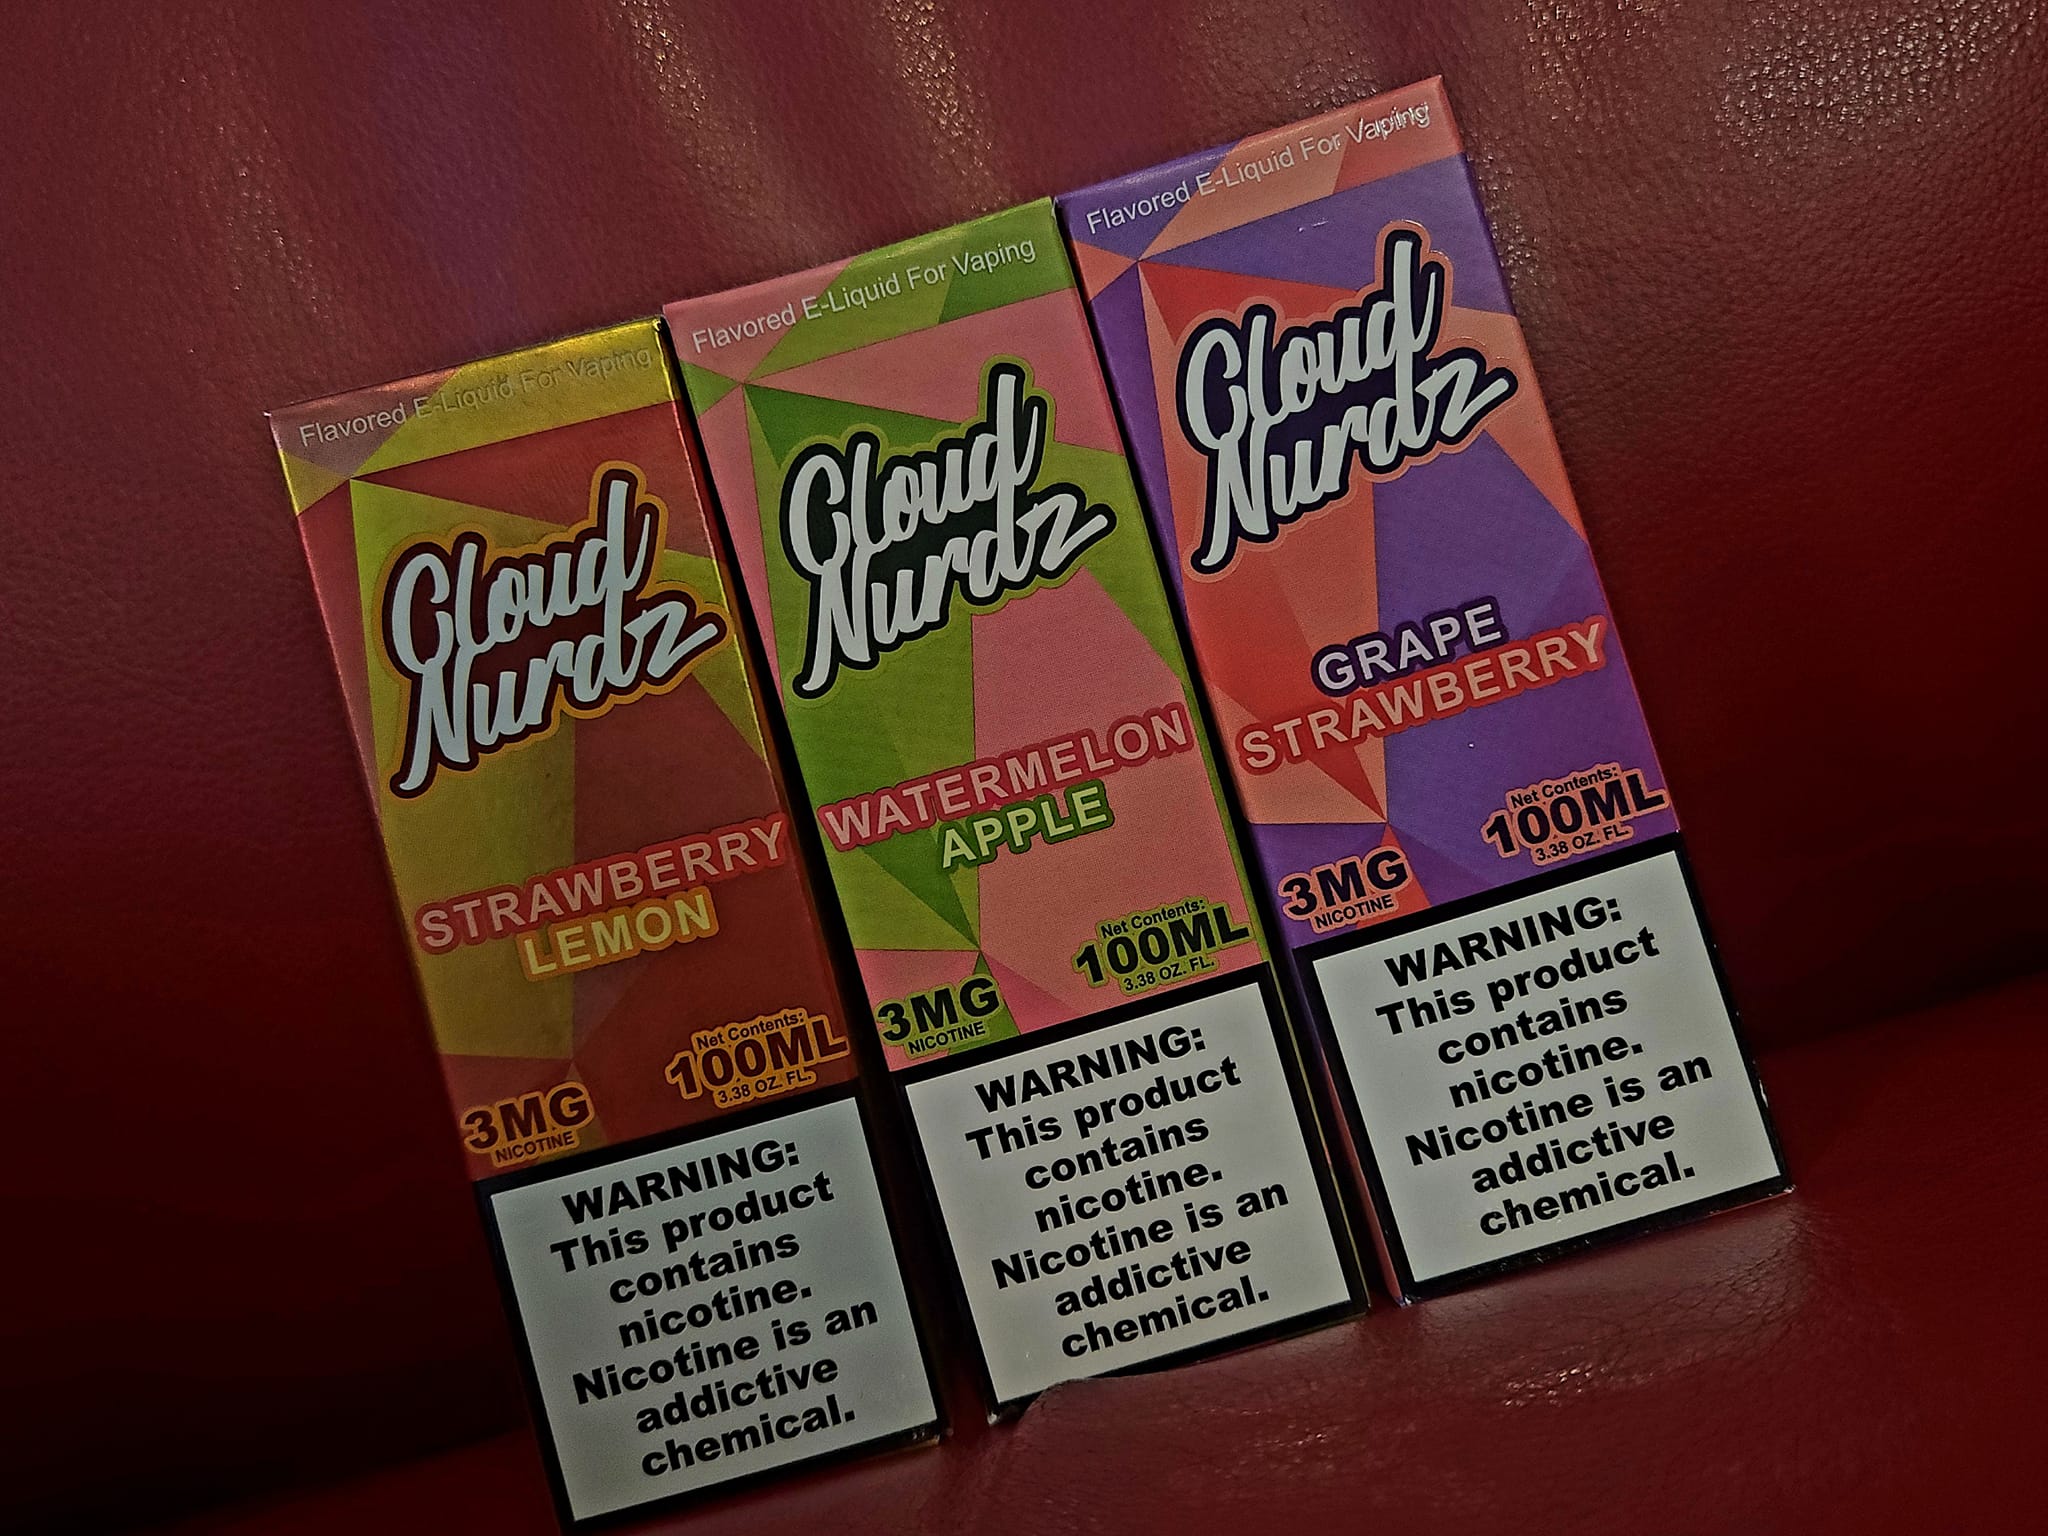 Flavored E-Liquid For Vaping
Cloud
Nurdz
STRAWBERRY
LEMON
3MG
NICOTINE
Net Contents:
100ML
3.38 OZ. FL.
WARNING:
This product
contains
nicotine.
Nicotine is an
addictive
chemical.
Flavored E-Liquid For Vaping
Cloud
Nurdz
WATERMELON
APPLE
3MG
NICOTINE
Net Contents:
100ML
3.38 OZ. FL.
WARNING:
This product
contains
nicotine.
Nicotine is an
addictive
chemical.
Flavored E-Liquid For Vaping
Cloud
Nurdz
GRAPE
STRAWBERRY
3MG
NICOTINE
Net Contents:
100ML
3.38 OZ. FL.
WARNING:
This product
contains
nicotine.
Nicotine is an
addictive
chemical.